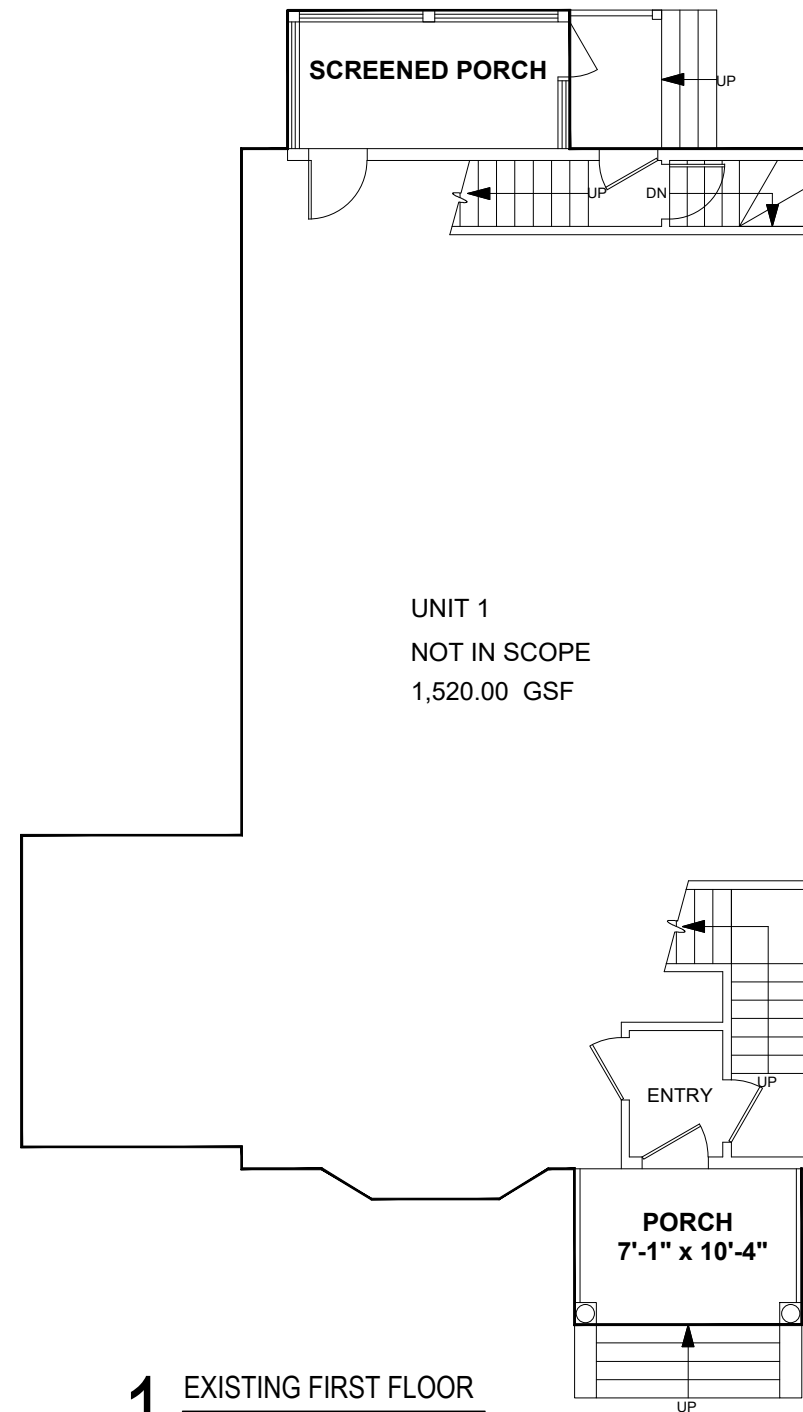 SCREENED PORCH
UP
UP
DN
UNIT 1
NOT IN SCOPE
1,520.00 GSF
UP
ENTRY
PORCH
7'-1" x 10'-4"
1
EXISTING FIRST FLOOR
UP